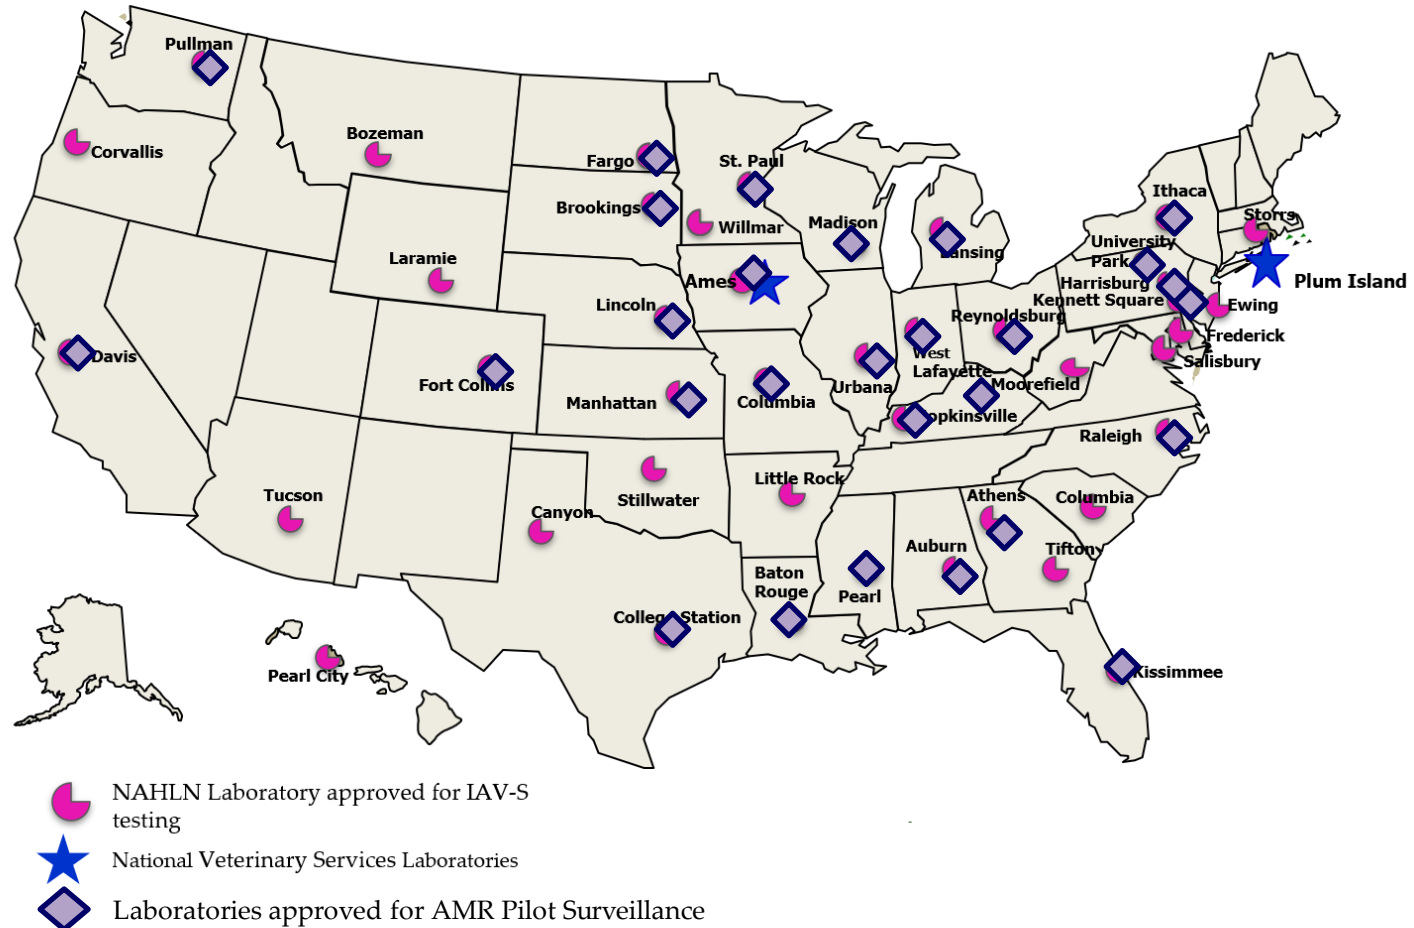 Pullman
Corvallis
Bozeman
Fargo
St. Paul
Brookings
Willmar
Madison
Lansing
Ithaca
Storrs
University
Park
Plum Island
Harrisburg
Kennett Square
Ewing
Laramie
Ames
Lincoln
Reynoldsburg
Frederick
Salisbury
Davis
Fort Collins
West
Lafayette
Urbana
Moorefield
Manhattan
Columbia
Hopkinsville
Raleigh
Tucson
Stillwater
Little Rock
Canyon
Athens
Columbia
Auburn
Tifton
Baton
Rouge
Pearl
College Station
Pearl City
Kissimmee
NAHLN Laboratory approved for IAV-S
testing
National Veterinary Services Laboratories
Laboratories approved for AMR Pilot Surveillance